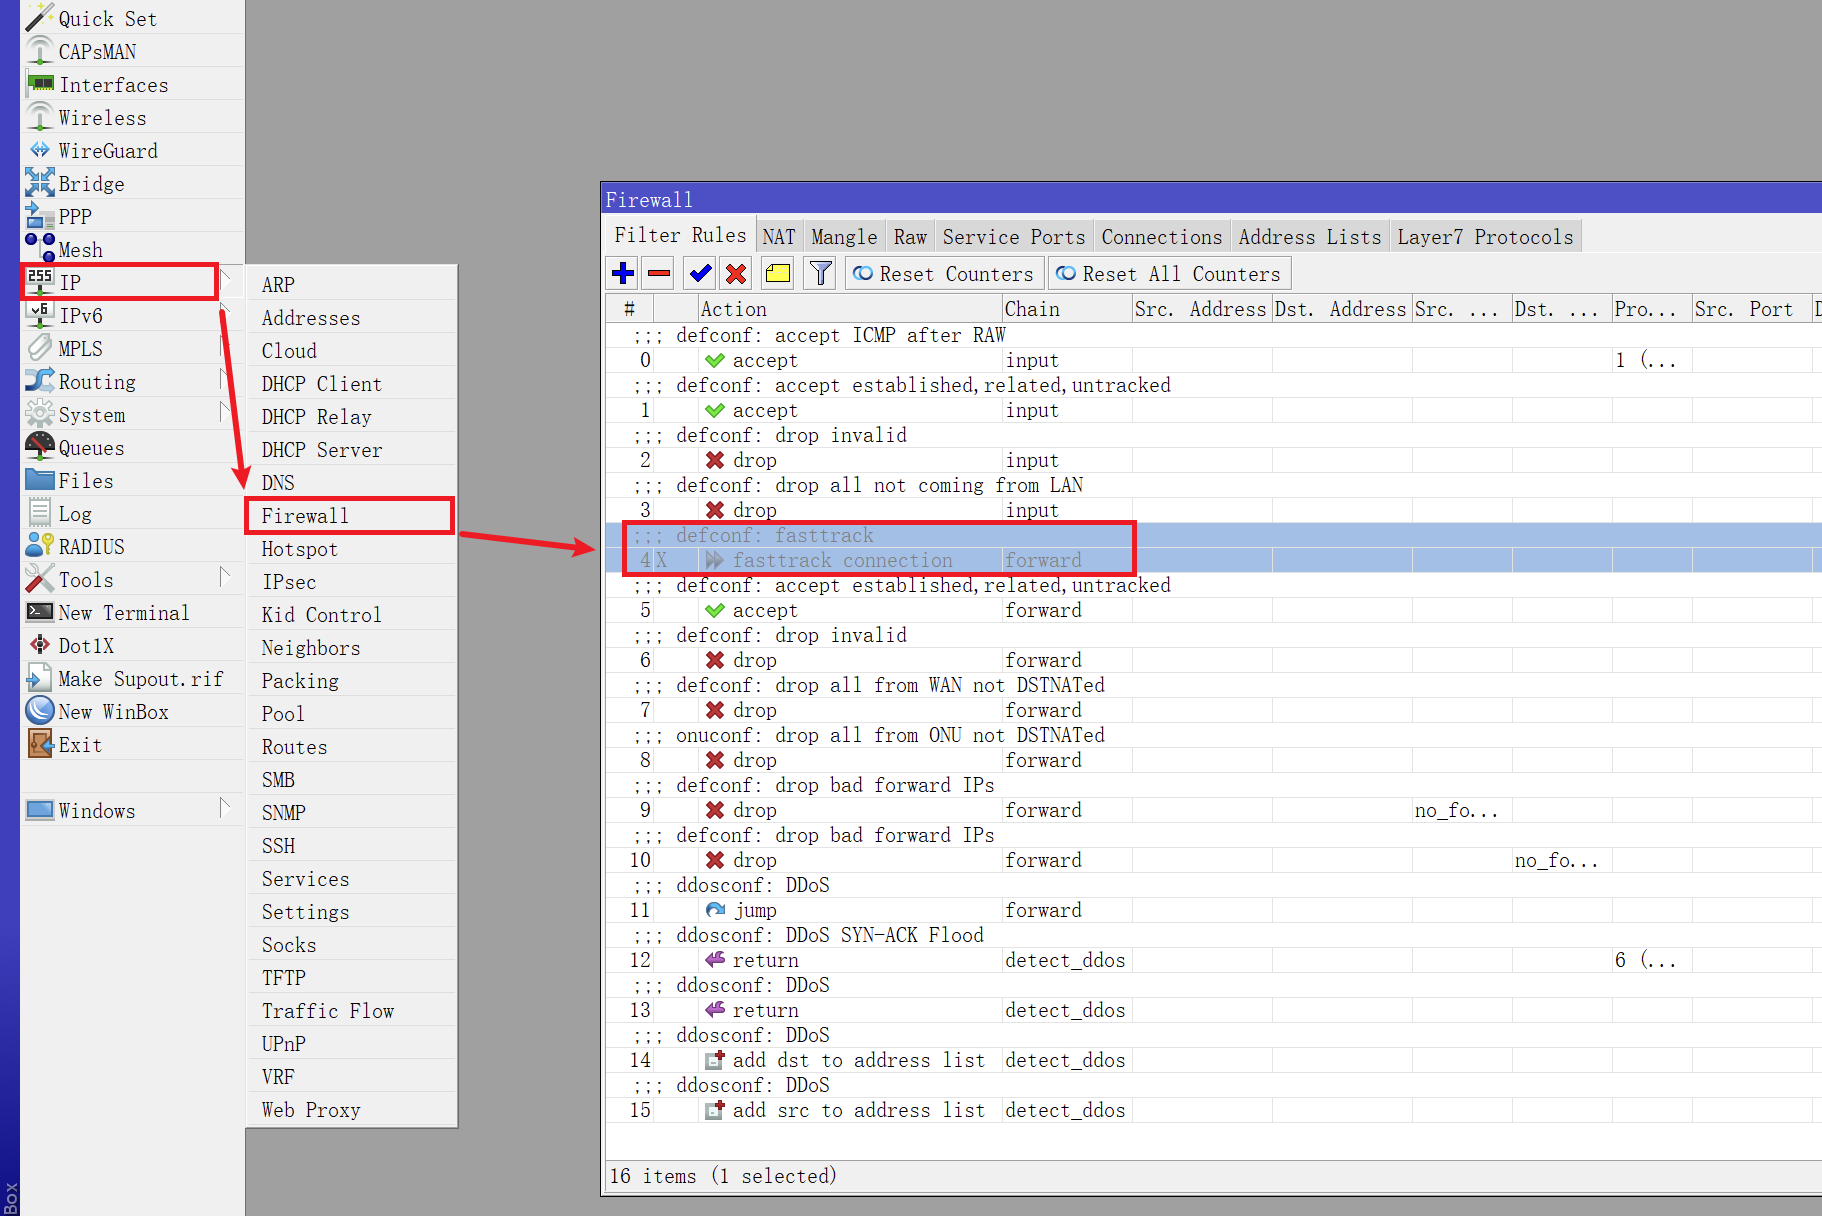 Quick Set
CAPsMAN
Interfaces
Wireless
WireGuard
Bridge
PPP
Mesh
255
IP
v6
IPv6
MPLS
Routing
System
Queues
Files
Log
RADIUS
Tools
New Terminal
Dot1X
Make Supout.rif
New WinBox
Exit
Windows
Box
ARP
Addresses
Cloud
DHCP Client
DHCP Relay
DHCP Server
DNS
Firewall
Hotspot
IPsec
Kid Control
Neighbors
Packing
Pool
Routes
SMB
SNMP
SSH
Services
Settings
Socks
TFTP
Traffic Flow
UPnP
VRF
Web Proxy
Firewall
Filter Rules NAT Mangle Raw Service Ports Connections Address Lists Layer7 Protocols
Reset Counters Reset All Counters
# Action Chain Src. Address Dst. Address Src. ... Dst. ... Pro... Src. Port D
;;; defconf: accept ICMP after RAW
0 accept input 1 (...
;;; defconf: accept established,related,untracked
1 accept input
;;; defconf: drop invalid
2 drop input
;;; defconf: drop all not coming from LAN
3 drop input
;;; defconf: fasttrack
4 X fasttrack connection forward
;;; defconf: accept established,related,untracked
5 accept forward
;;; defconf: drop invalid
6 drop forward
;;; defconf: drop all from WAN not DSTNATed
7 drop forward
;;; onuconf: drop all from ONU not DSTNATed
8 drop forward
;;; defconf: drop bad forward IPs
9 drop forward no_fo...
;;; defconf: drop bad forward IPs
10 drop forward no_fo...
;;; ddosconf: DDoS
11 jump forward
;;; ddosconf: DDoS SYN-ACK Flood
12 return detect_ddos 6 (...
;;; ddosconf: DDoS
13 return detect_ddos
;;; ddosconf: DDoS
14 add dst to address list detect_ddos
;;; ddosconf: DDoS
15 add src to address list detect_ddos
16 items (1 selected)